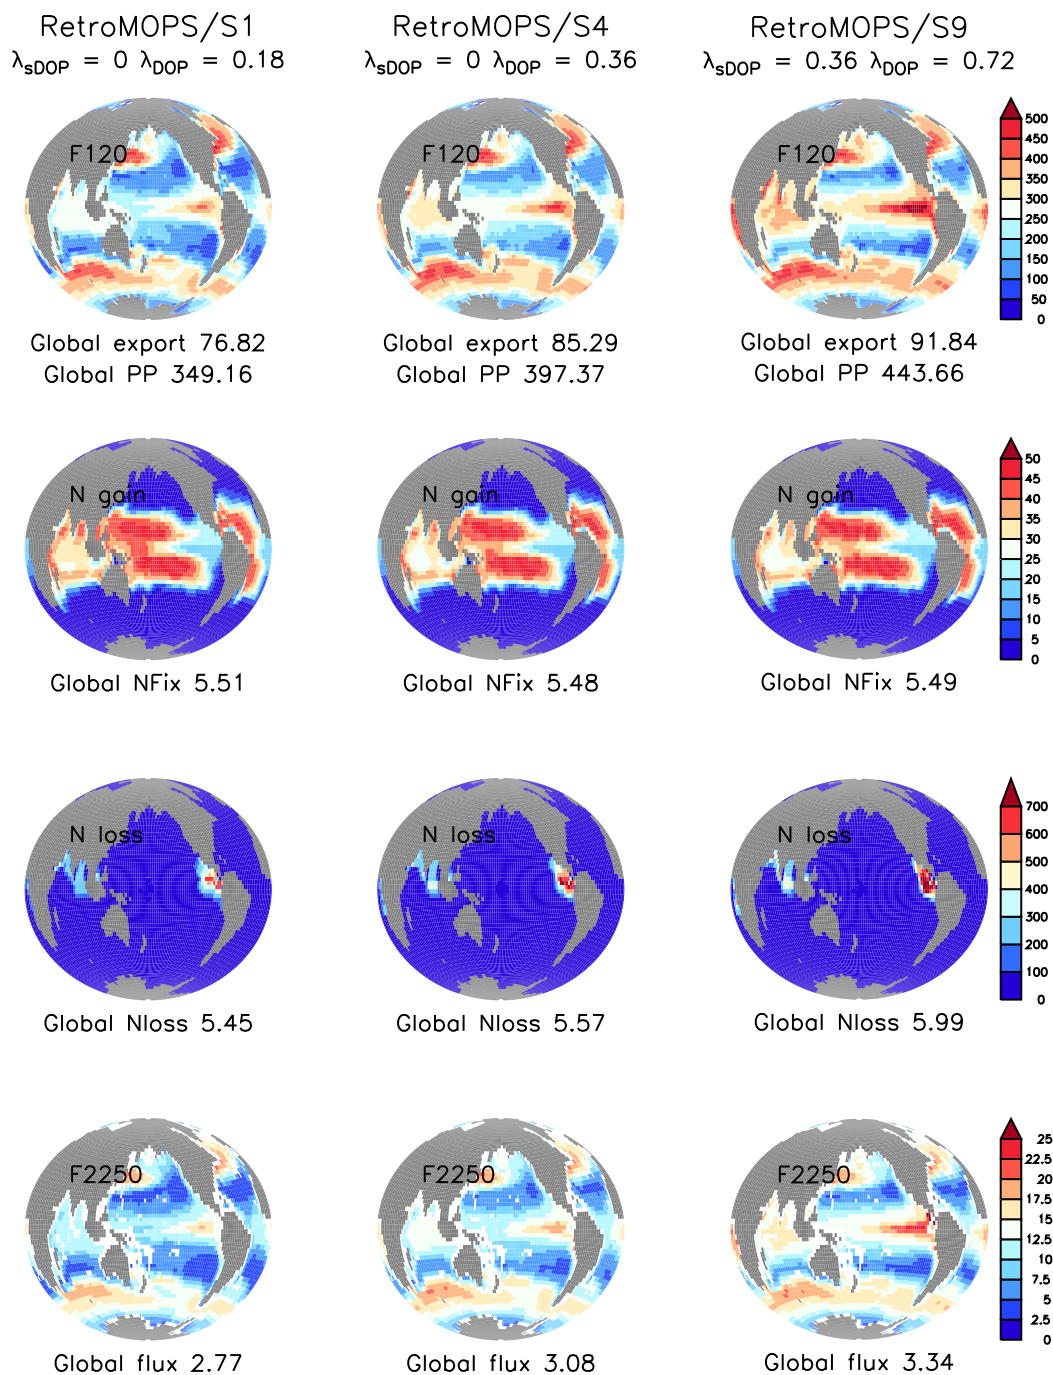 RetroMOPS/S1
λsDOP = 0 λDOP = 0.18
RetroMOPS/S4
λsDOP = 0 λDOP = 0.36
RetroMOPS/S9
λsDOP = 0.36 λDOP = 0.72
F120
F120
F120
500
450
400
350
300
250
200
150
100
50
0
Global export 76.82
Global PP 349.16
Global export 85.29
Global PP 397.37
Global export 91.84
Global PP 443.66
N gain
N gain
N gain
50
45
40
35
30
25
20
15
10
5
0
Global NFix 5.51
Global NFix 5.48
Global NFix 5.49
N loss
N loss
N loss
700
600
500
400
300
200
100
0
Global Nloss 5.45
Global Nloss 5.57
Global Nloss 5.99
F2250
F2250
F2250
25
22.5
20
17.5
15
12.5
10
7.5
5
2.5
0
Global flux 2.77
Global flux 3.08
Global flux 3.34